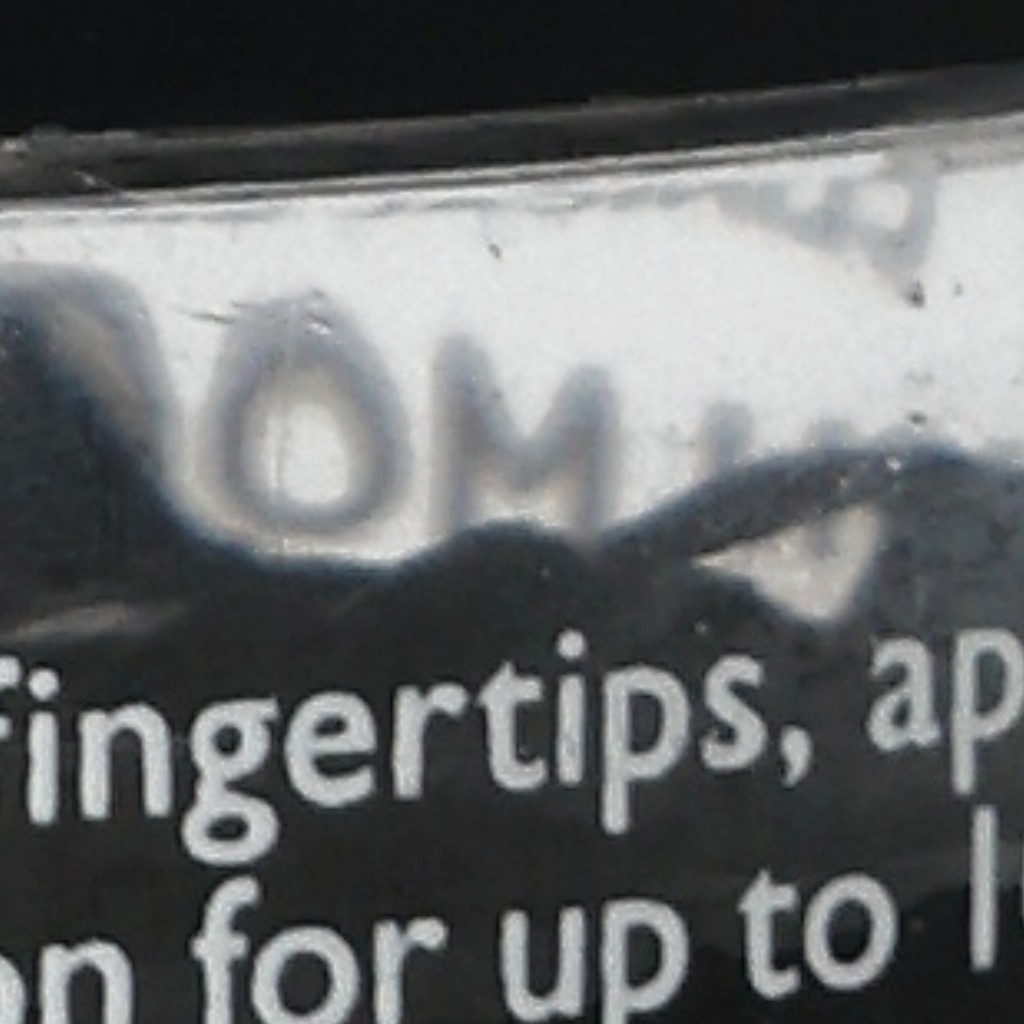 OM
fingertips, ap
on for up to